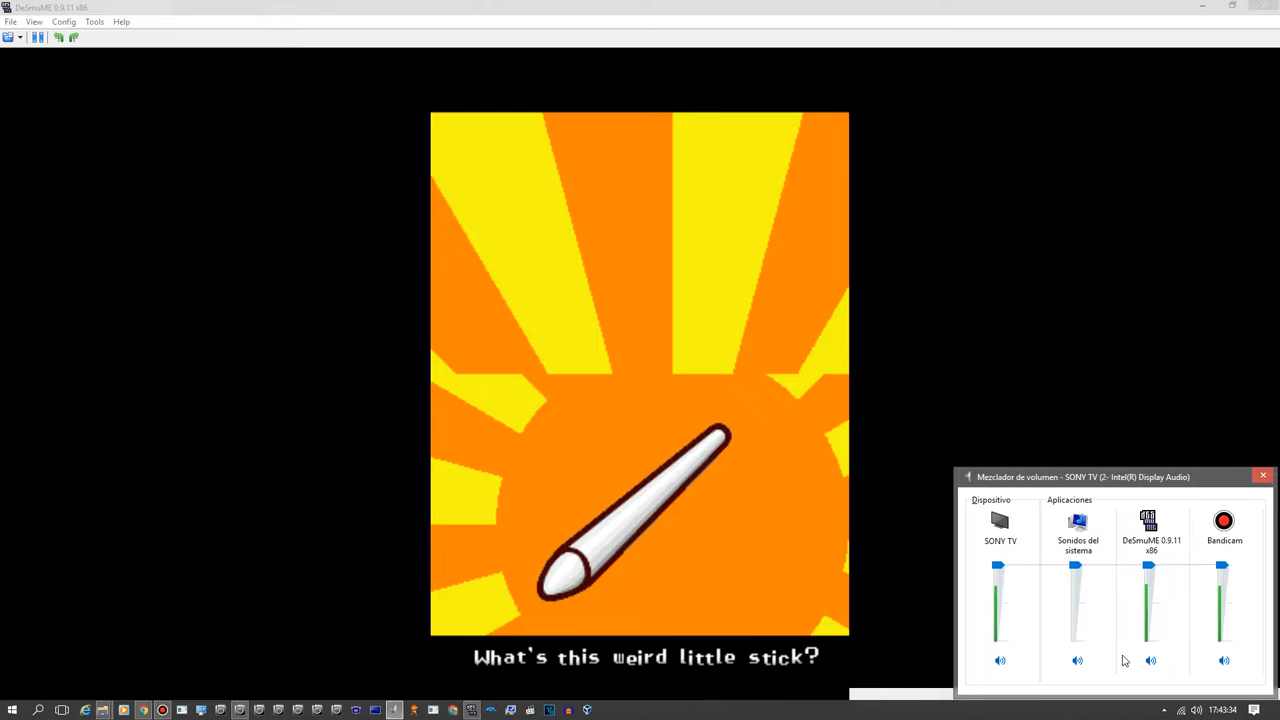 DeSmuME 0.9.11 x86
File View Config Tools Help
What's this weird little stick?
Mezclador de volumen - SONY TV (2- Intel(R) Display Audio)
Dispositivo
Aplicaciones
SONY TV
Sonidos del
sistema
DeSmuME 0.9.11
x86
Bandicam
17:43:34